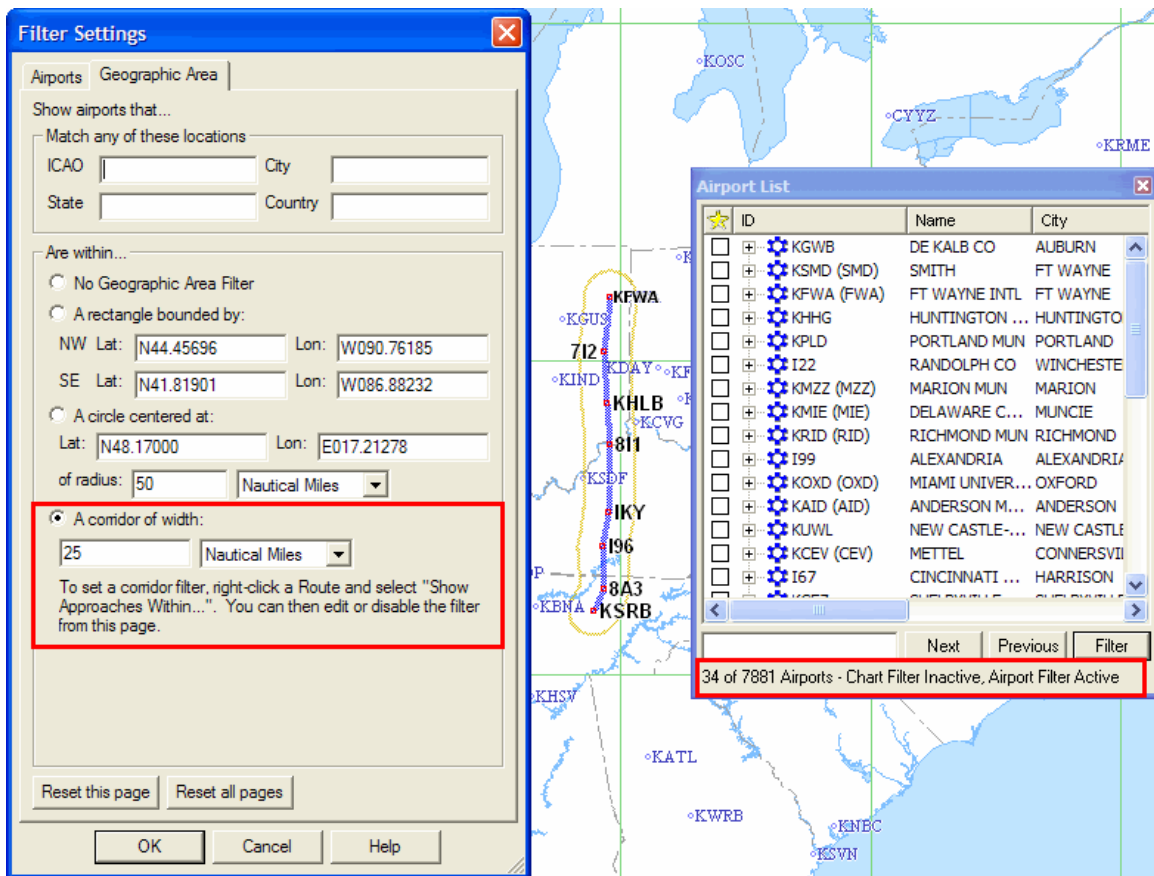 Filter Settings
Airports
Geographic Area
Show airports that...
Match any of these locations
ICAO
City
State
Country
Are within...
No Geographic Area Filter
A rectangle bounded by:
NW Lat: N44.45696 Lon: W090.76185
SE Lat: N41.81901 Lon: W086.88232
A circle centered at:
Lat: N48.17000 Lon: E017.21278
of radius: 50 Nautical Miles
A corridor of width:
25 Nautical Miles
To set a corridor filter, right-click a Route and select "Show
Approaches Within...". You can then edit or disable the filter
from this page.
Reset this page
Reset all pages
OK
Cancel
Help
KOSC
CYYZ
KRME
KFWA
KGUS
7I2
KDAY
KIND
KHLB
KCVG
8I1
KSDF
IKY
I96
8A3
KBNA
KSRB
KHSV
KATL
KWRB
KNBC
KSVN
Airport List
ID Name City
KGWB DE KALB CO AUBURN
KSMD (SMD) SMITH FT WAYNE
KFWA (FWA) FT WAYNE INTL FT WAYNE
KHHG HUNTINGTON ... HUNTINGTO
KPLD PORTLAND MUN PORTLAND
I22 RANDOLPH CO WINCHESTE
KMZZ (MZZ) MARION MUN MARION
KMIE (MIE) DELAWARE C... MUNCIE
KRID (RID) RICHMOND MUN RICHMOND
I99 ALEXANDRIA ALEXANDRIA
KOXD (OXD) MIAMI UNIVER... OXFORD
KAID (AID) ANDERSON M... ANDERSON
KUWL NEW CASTLE-... NEW CASTLE
KCEV (CEV) METTEL CONNERSVI
I67 CINCINNATI ... HARRISON
Next
Previous
Filter
34 of 7881 Airports - Chart Filter Inactive, Airport Filter Active